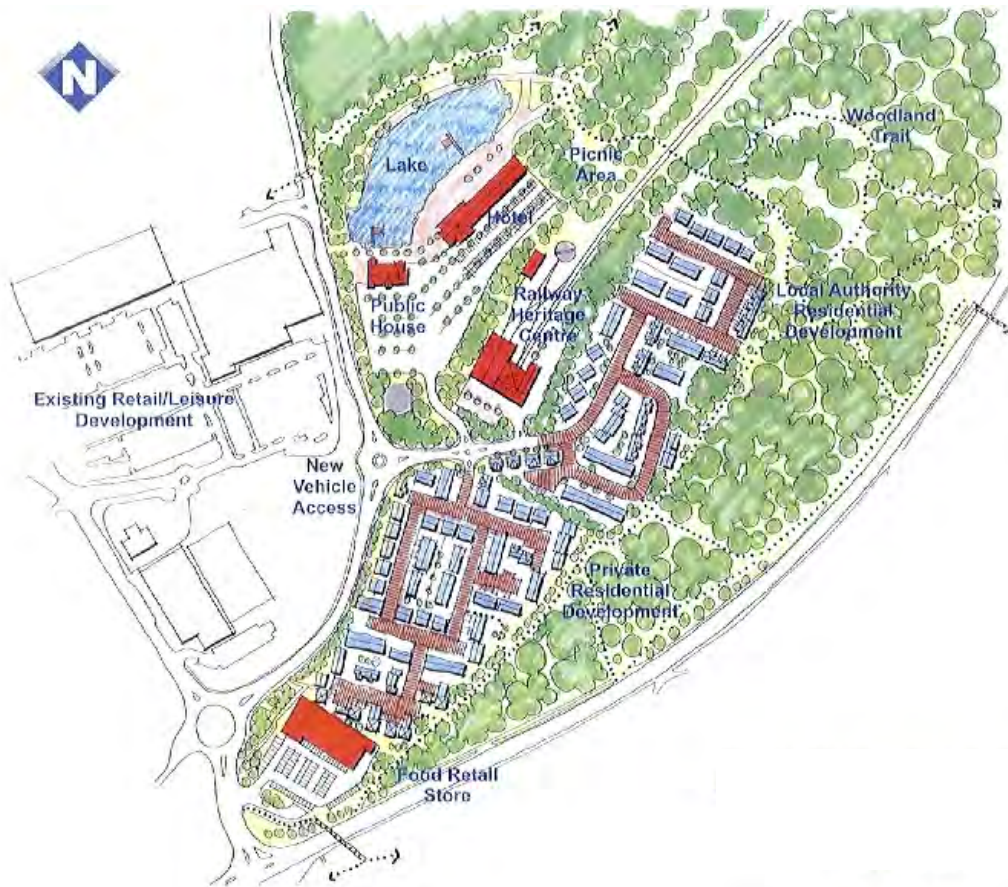 N
Woodland
Trail
Lake
Picnic
Area
Hotel
Local Authority
Residential
Development
Public
House
Railway
Heritage
Centre
Existing Retail/Leisure
Development
New
Vehicle
Access
Private
Residential
Development
Food Retail
Store